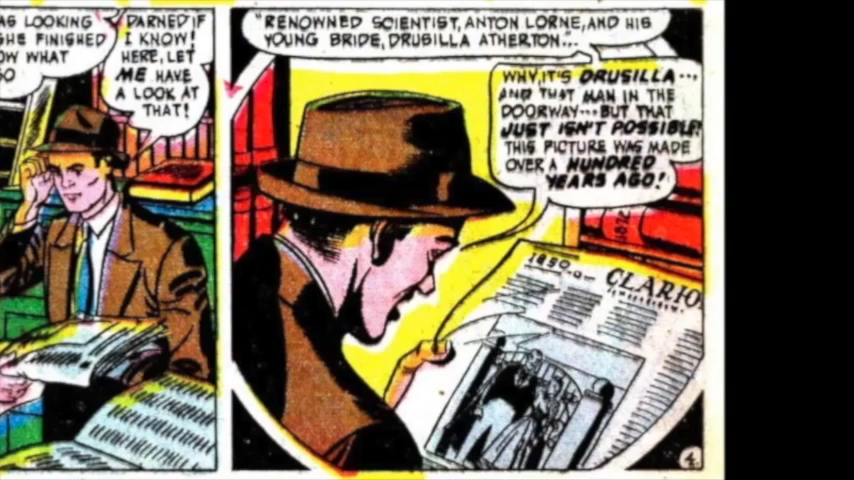 AS LOOKING
SHE FINISHED
OW WHAT
GO
DARNED IF
I KNOW!
HERE, LET
ME HAVE
A LOOK AT
THAT!
"RENOWNED SCIENTIST, ANTON LORNE, AND HIS
YOUNG BRIDE, DRUSILLA ATHERTON"...
WHY, IT'S DRUSILLA...
AND THAT MAN IN THE
DOORWAY...BUT THAT
JUST ISN'T POSSIBLE!
THIS PICTURE WAS MADE
OVER A HUNDRED
YEARS AGO!
1850
CLARIO
4